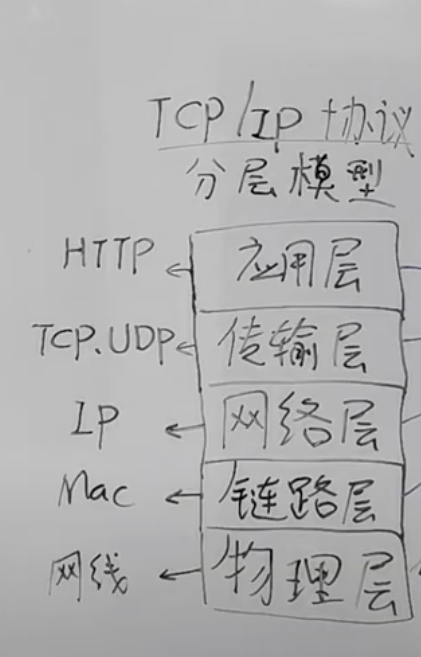 TCP/IP 协议
分层模型
HTTP 应用层
TCP.UDP 传输层
IP 网络层
Mac 链路层
网线 物理层